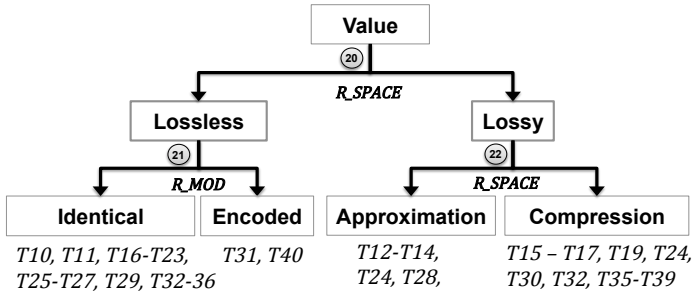 Value
20
R_SPACE
Lossless
Lossy
21
22
R_MOD
R_SPACE
Identical
Encoded
Approximation
Compression
T10, T11, T16-T23,
T25-T27, T29, T32-36
T31, T40
T12-T14,
T24, T28,
T15 – T17, T19, T24,
T30, T32, T35-T39